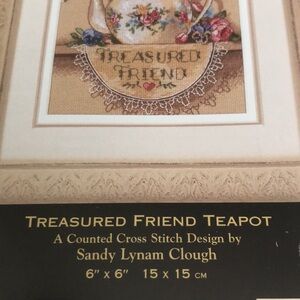 TREASURED
FRIEND
TREASURED FRIEND TEAPOT
A Counted Cross Stitch Design by
Sandy Lynam Clough
6" x 6" 15 x 15 CM